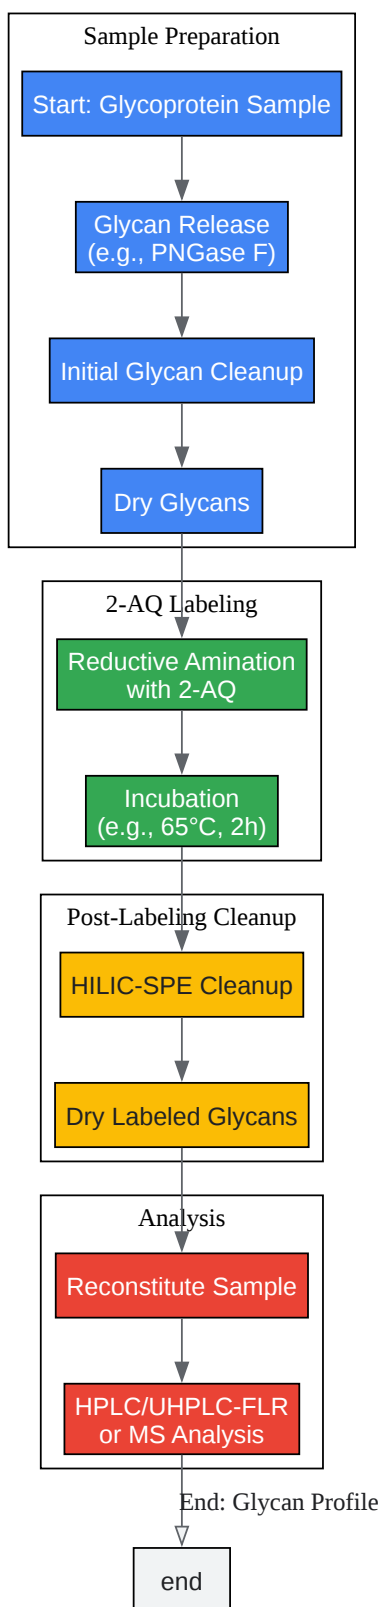 Sample Preparation
Start: Glycoprotein Sample
Glycan Release
(e.g., PNGase F)
Initial Glycan Cleanup
Dry Glycans
2-AQ Labeling
Reductive Amination
with 2-AQ
Incubation
(e.g., 65°C, 2h)
Post-Labeling Cleanup
HILIC-SPE Cleanup
Dry Labeled Glycans
Analysis
Reconstitute Sample
HPLC/UHPLC-FLR
or MS Analysis
End: Glycan Profile
end